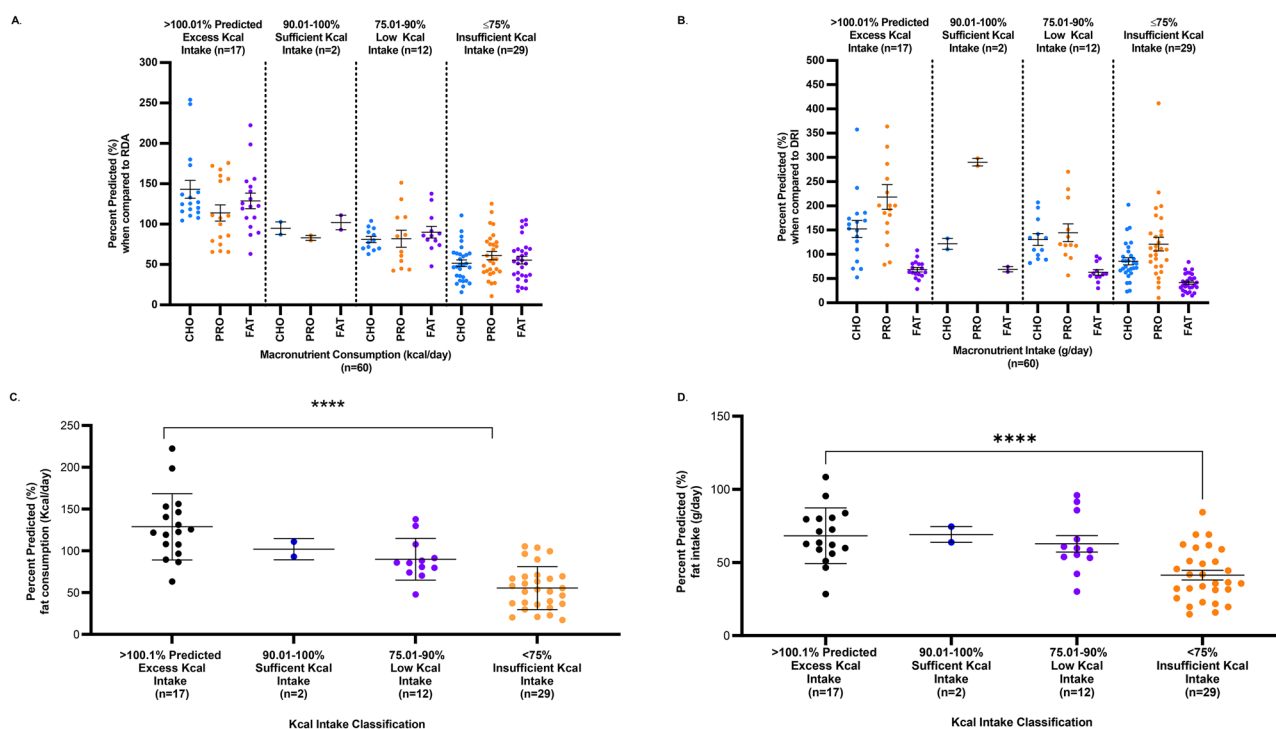 A.
>100.01% Predicted
Excess Kcal
Intake (n=17)
90.01-100%
Sufficient Kcal
Intake (n=2)
75.01-90%
Low Kcal
Intake (n=12)
≤75%
Insufficient Kcal
Intake (n=29)
Percent Predicted (%)
when compared to RDA
300
250
200
150
100
50
0
CHO
PRO
FAT
CHO
PRO
FAT
CHO
PRO
FAT
CHO
PRO
FAT
Macronutrient Consumption (kcal/day)
(n=60)
B.
>100.01% Predicted
Excess Kcal
Intake (n=17)
90.01-100%
Sufficient Kcal
Intake (n=2)
75.01-90%
Low Kcal
Intake (n=12)
≤75%
Insufficient Kcal
Intake (n=29)
Percent Predicted (%)
when compared to DRI
500
450
400
350
300
250
200
150
100
50
0
CHO
PRO
FAT
CHO
PRO
FAT
CHO
PRO
FAT
CHO
PRO
FAT
Macronutrient Intake (g/day)
(n=60)
C.
****
Percent Predicted (%)
fat consumption (Kcal/day)
250
200
150
100
50
0
>100.1% Predicted
Excess Kcal
Intake
(n=17)
90.01-100%
Sufficent Kcal
Intake
(n=2)
75.01-90%
Low Kcal
Intake
(n=12)
<75%
Insufficient Kcal
Intake
(n=29)
Kcal Intake Classification
D.
****
Percent Predicted (%)
fat intake (g/day)
150
100
50
0
>100.1% Predicted
Excess Kcal
Intake
(n=17)
90.01-100%
Sufficent Kcal
Intake
(n=2)
75.01-90%
Low Kcal
Intake
(n=12)
<75%
Insufficient Kcal
Intake
(n=29)
Kcal Intake Classification